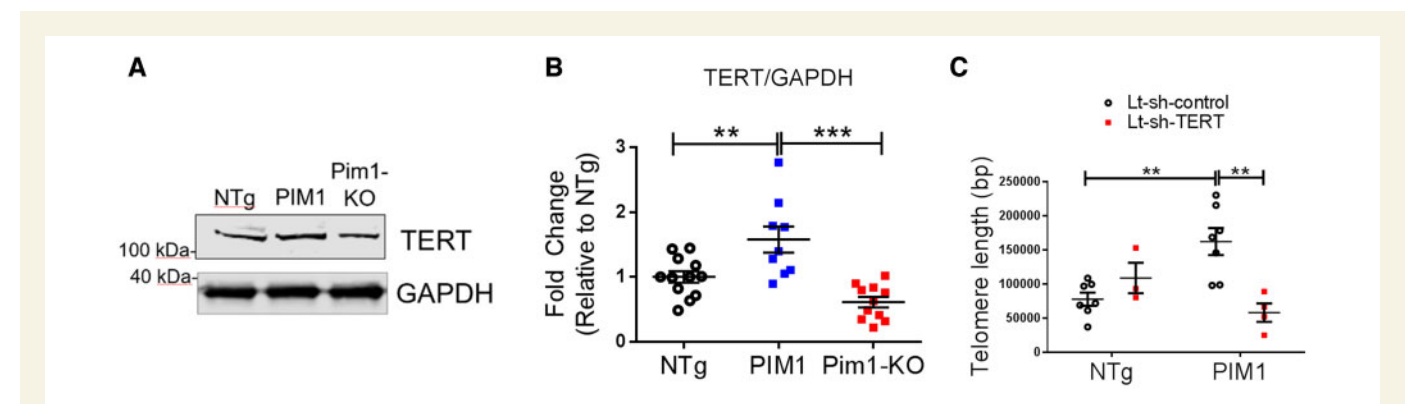 A
NTg PIM1 Pim1-
KO
100 kDa-
TERT
40 kDa-
GAPDH
B
TERT/GAPDH
** ***
Fold Change
(Relative to NTg)
3
2
1
0
NTg PIM1 Pim1-KO
C
Lt-sh-control
Lt-sh-TERT
** **
Telomere length (bp)
250000
200000
150000
100000
50000
0
NTg PIM1